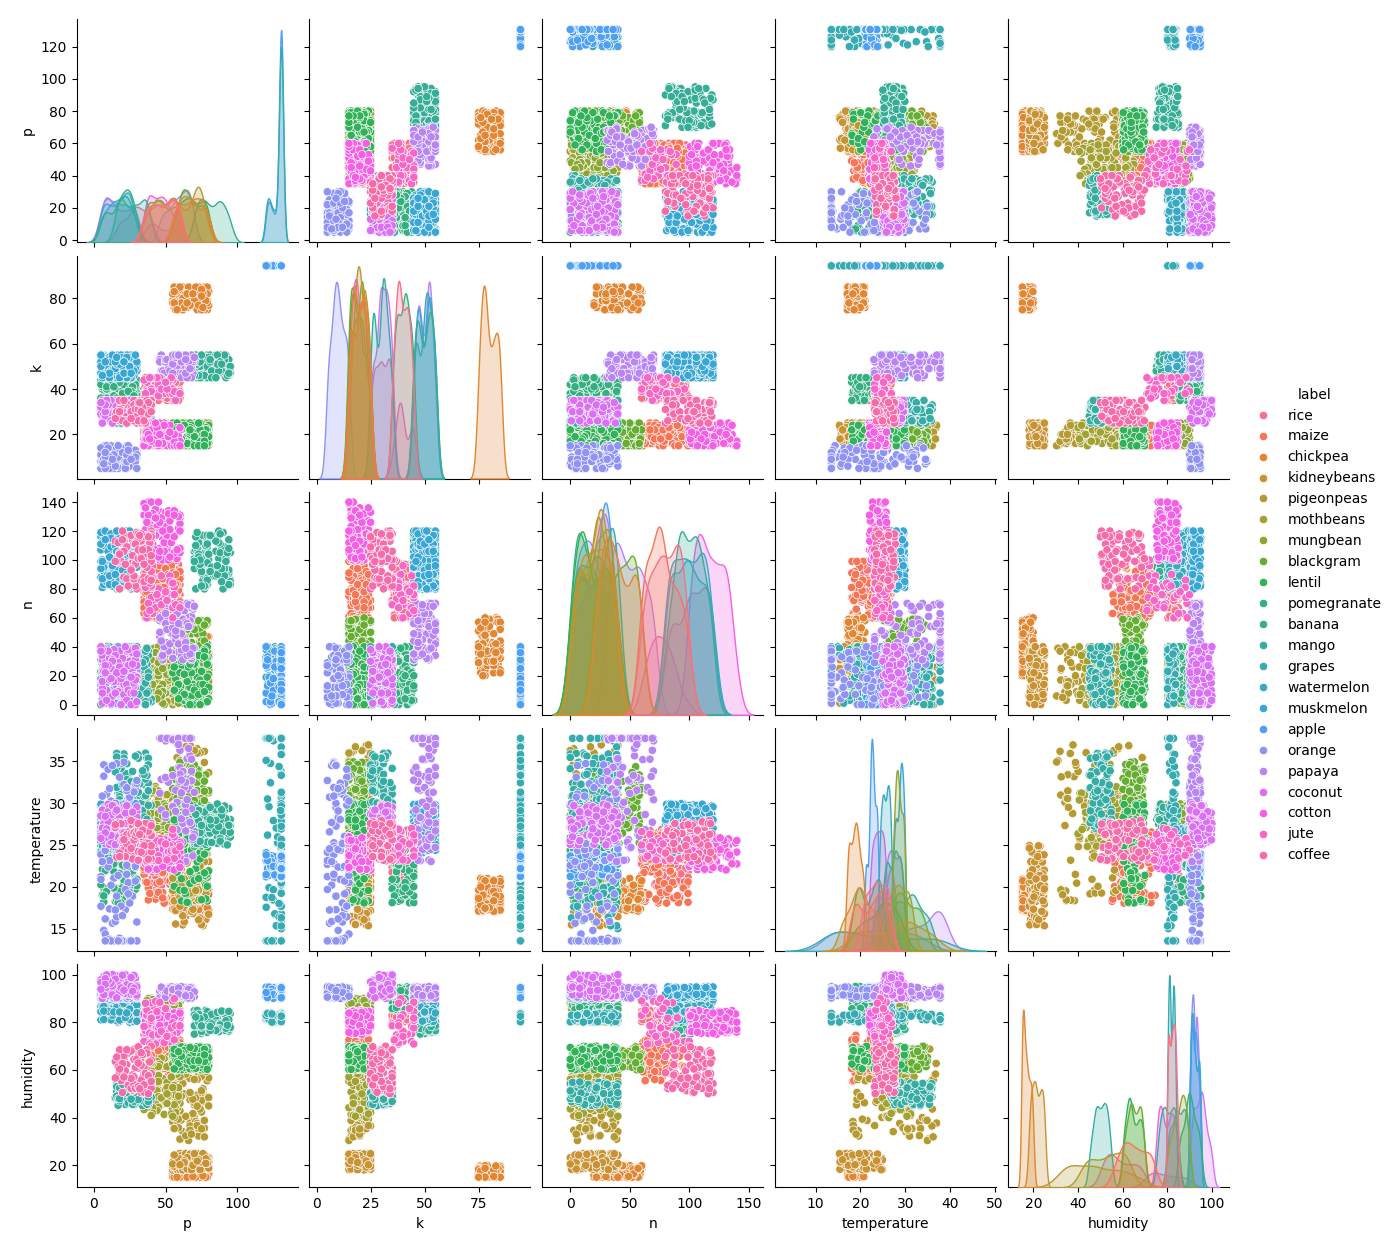 120
100
80
60
40
20
0
p
80
60
40
20
k
140
120
100
80
60
40
20
0
n
35
30
25
20
15
temperature
100
80
60
40
20
humidity
0 50 100
p
0 25 50 75
k
0 50 100 150
n
10 20 30 40 50
temperature
20 40 60 80 100
humidity
label
rice
maize
chickpea
kidneybeans
pigeonpeas
mothbeans
mungbean
blackgram
lentil
pomegranate
banana
mango
grapes
watermelon
muskmelon
apple
orange
papaya
coconut
cotton
jute
coffee